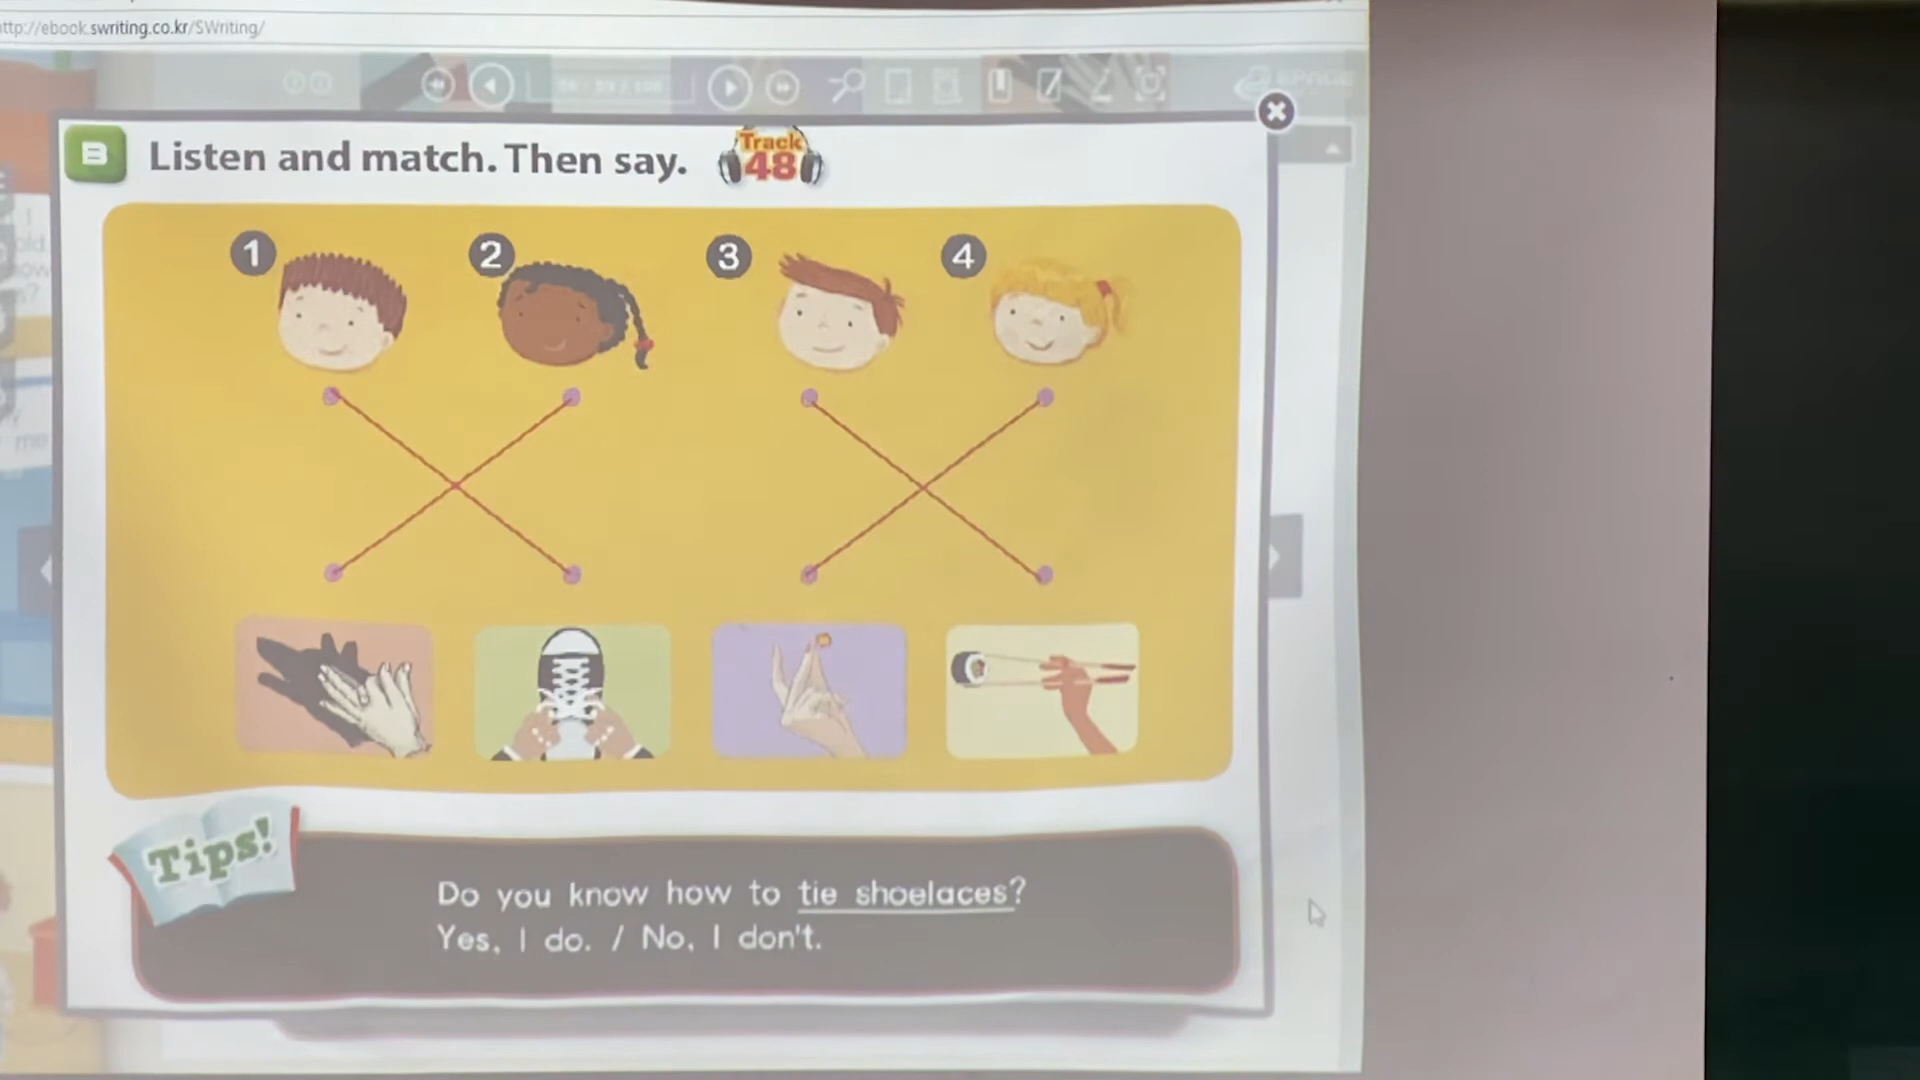 http://ebook.swriting.co.kr/SWriting/
B Listen and match. Then say. Track 48
1 2 3 4
Tips!
Do you know how to tie shoelaces?
Yes, I do. / No, I don't.